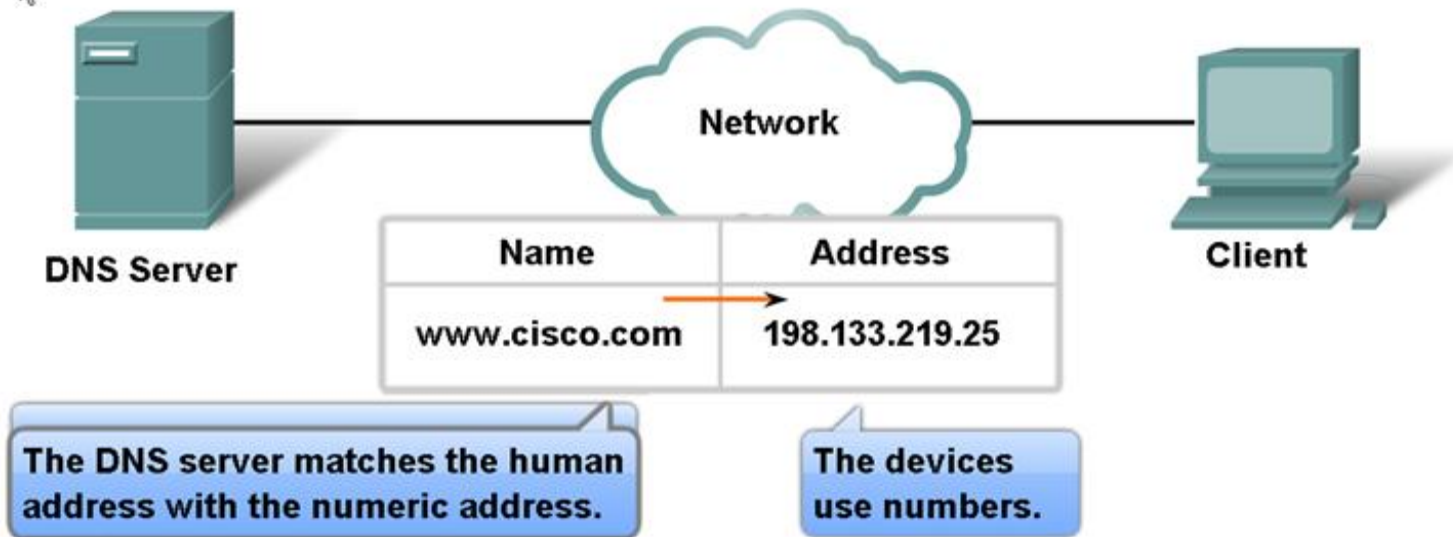 Network
DNS Server
Client
Name Address
www.cisco.com 198.133.219.25
The DNS server matches the human
address with the numeric address.
The devices
use numbers.